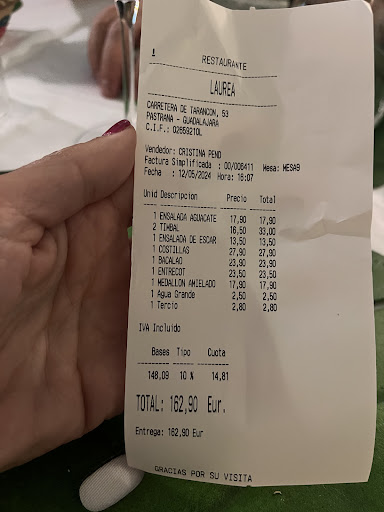 RESTAURANTE
LAUREA
CARRETERA DE TARANCON, 53
PASTRANA - GUADALAJARA
C.I.F.: 02659210L
Vendedor: CRISTINA PENO
Factura Simplificada : 00/006411 Mesa: MESA9
Fecha : 12/05/2024 Hora: 16:07
Unid Descripcion Precio Total
1 ENSALADA AGUACATE 17,90 17,90
2 TIMBAL 16,50 33,00
1 ENSALADA DE ESCAR 13,50 13,50
1 COSTILLAS 27,90 27,90
1 BACALAO 23,90 23,90
1 ENTRECOT 23,50 23,50
1 MEDALLON AMIELADO 17,90 17,90
1 Agua Grande 2,50 2,50
1 Tercio 2,80 2,80
IVA Incluido
Bases Tipo Cuota
148,09 10 % 14,81
TOTAL: 162,90 Eur.
Entrega: 162,90 Eur
GRACIAS POR SU VISITA